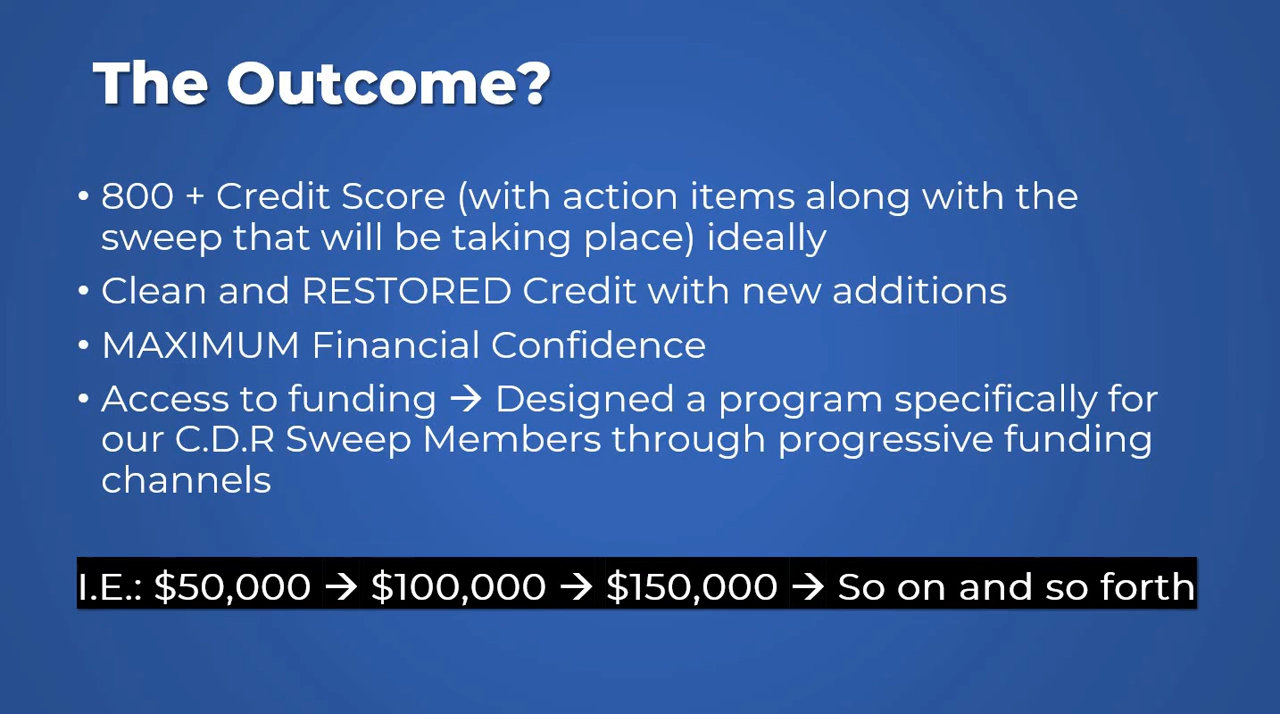 The Outcome?
• 800 + Credit Score (with action items along with the
sweep that will be taking place) ideally
• Clean and RESTORED Credit with new additions
• MAXIMUM Financial Confidence
• Access to funding → Designed a program specifically for
our C.D.R Sweep Members through progressive funding
channels
I.E.: $50,000 → $100,000 → $150,000 → So on and so forth